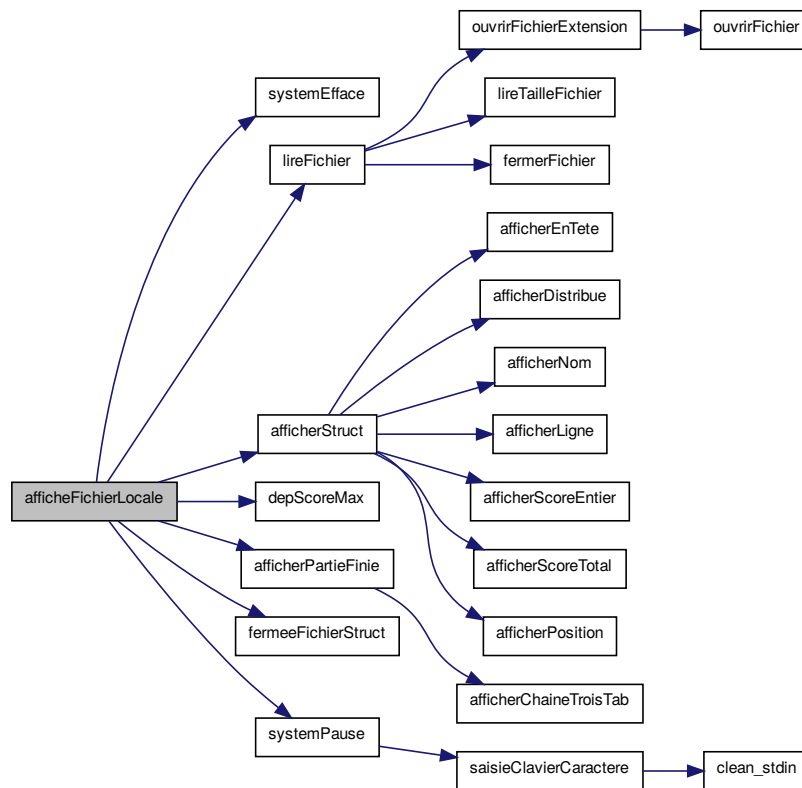 ouvrirFichierExtension
ouvrirFichier
systemEfface
lireTailleFichier
lireFichier
fermerFichier
afficherEnTete
afficherDistribue
afficherNom
afficherStruct
afficherLigne
afficheFichierLocale
depScoreMax
afficherScoreEntier
afficherPartieFinie
afficherScoreTotal
fermeeFichierStruct
afficherPosition
afficherChaineTroisTab
systemPause
saisieClavierCaractere
clean_stdin